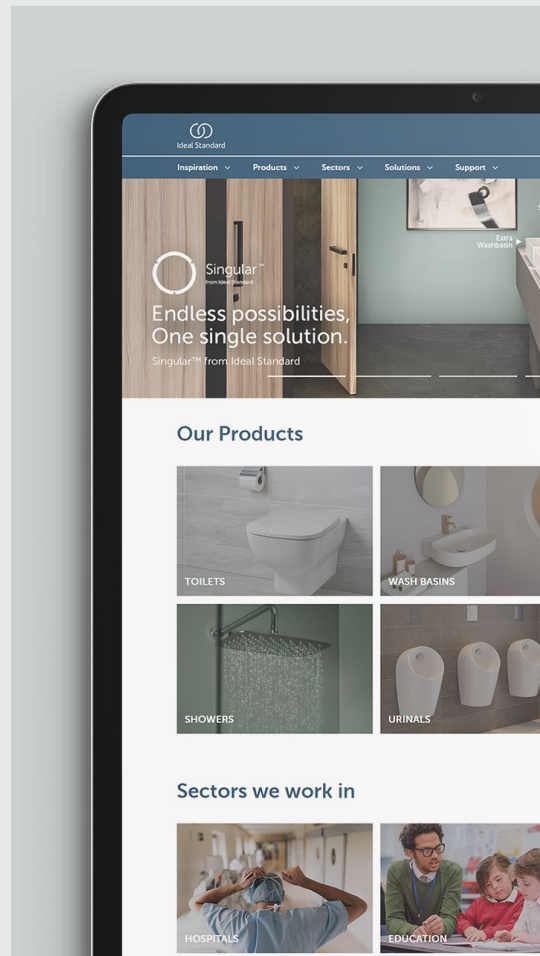 Ideal Standard
Inspiration Products Sectors Solutions Support
Extra
Washbasin
Singular™
from Ideal Standard
Endless possibilities,
One single solution.
Singular™ from Ideal Standard
Our Products
TOILETS WASH BASINS
SHOWERS URINALS
Sectors we work in
HOSPITALS EDUCATION